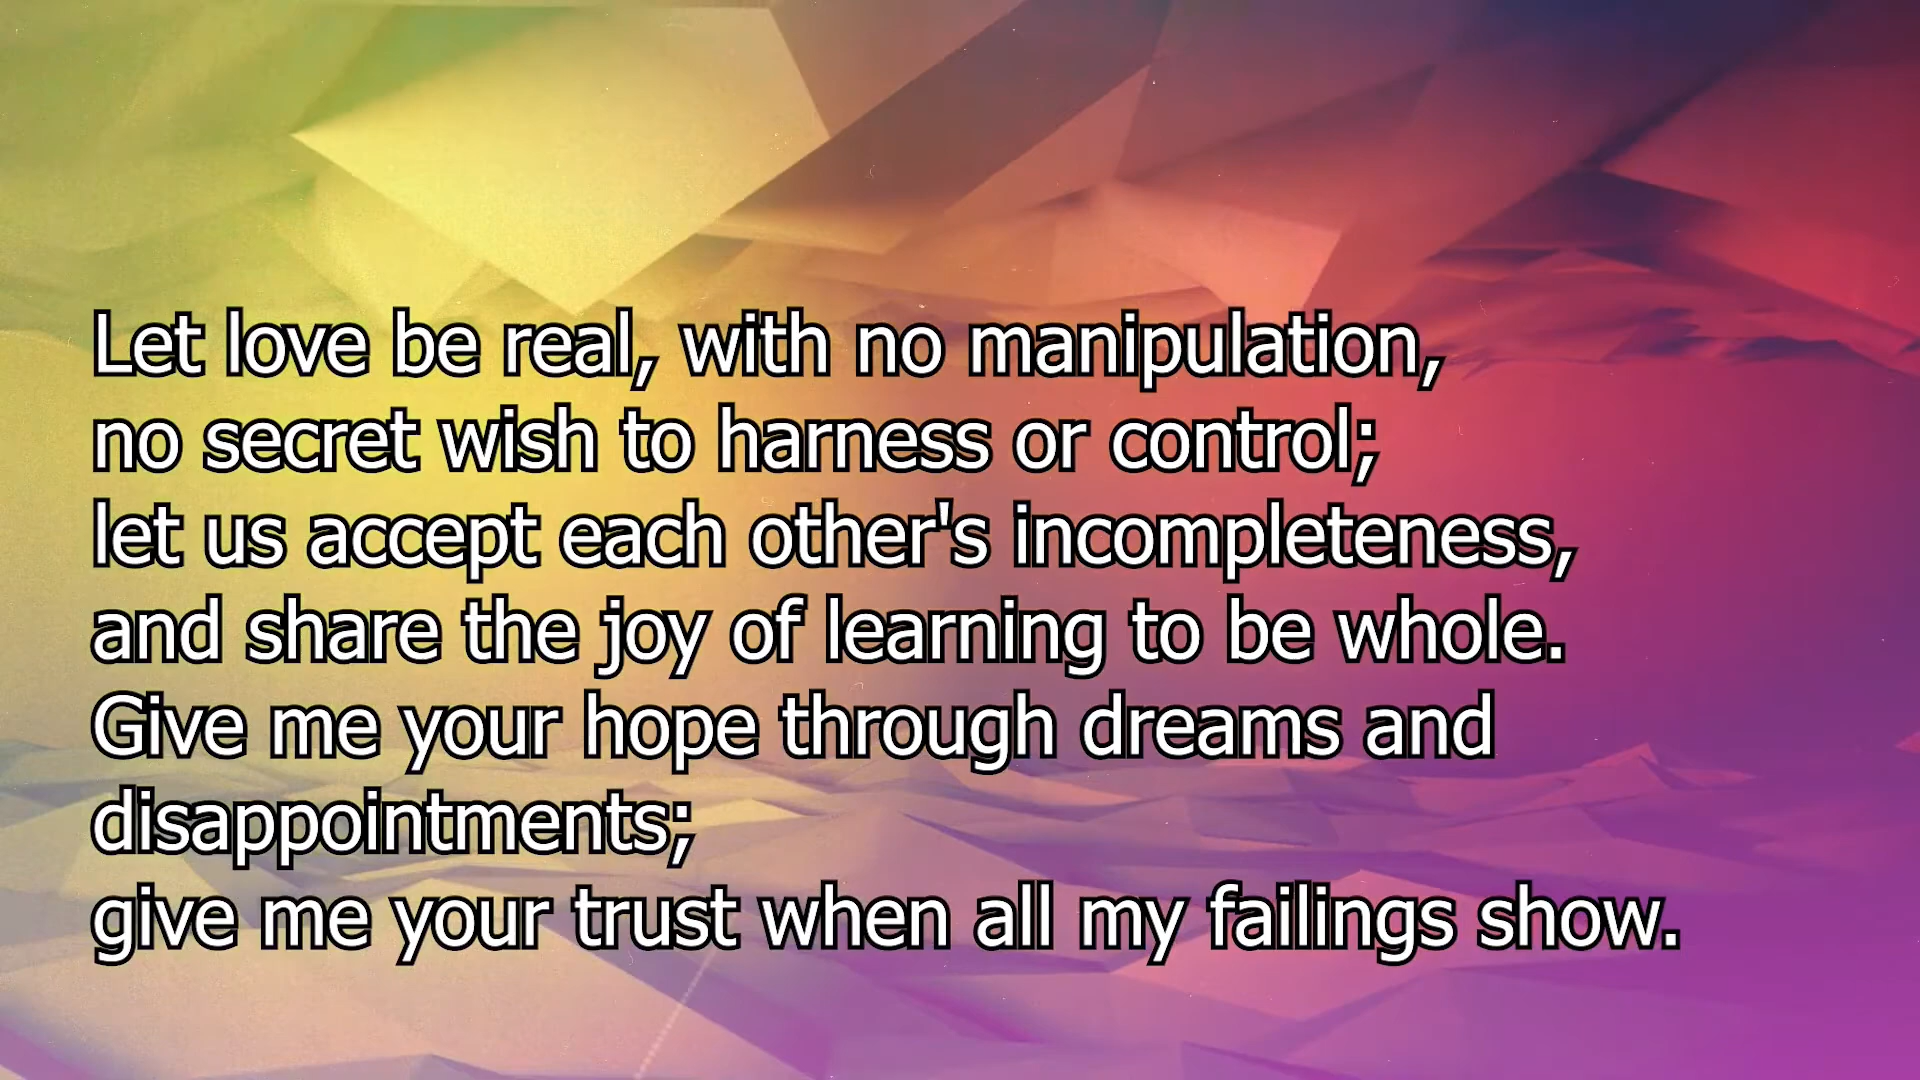 Let love be real, with no manipulation,
no secret wish to harness or control;
let us accept each other's incompleteness,
and share the joy of learning to be whole.
Give me your hope through dreams and
disappointments;
give me your trust when all my failings show.